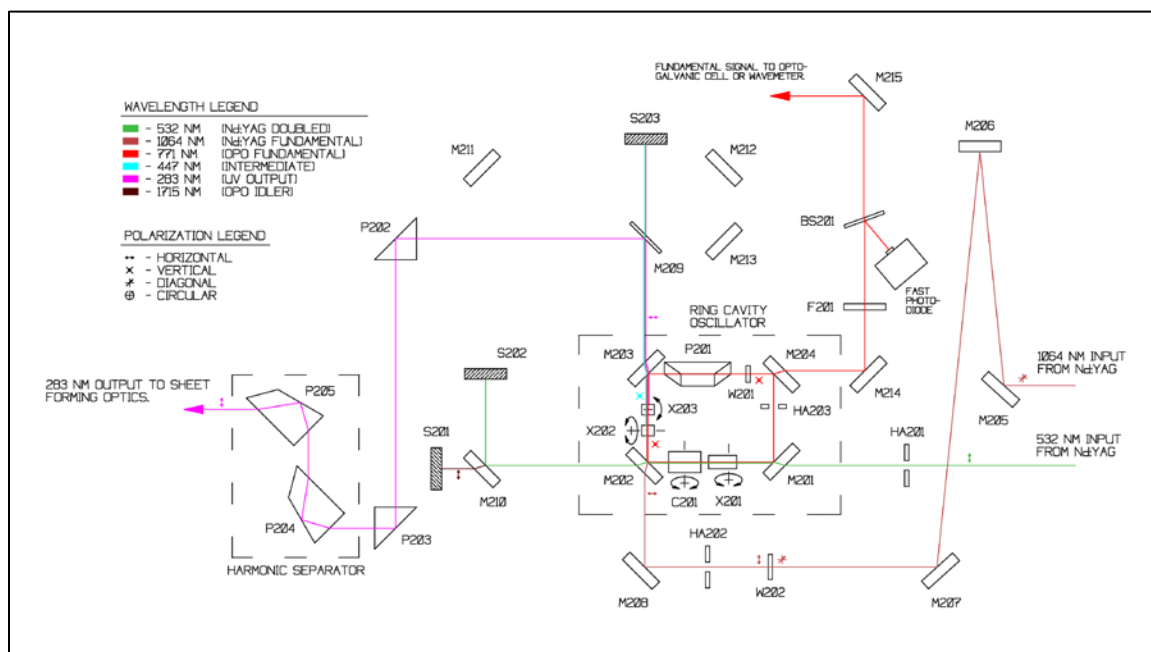 FUNDAMENTAL SIGNAL TO OPTO-
GALVANIC CELL OR WAVEMETER.
M215
WAVELENGTH LEGEND
- 532 NM (Nd:YAG DOUBLED)
- 1064 NM (Nd:YAG FUNDAMENTAL)
- 771 NM (OPO FUNDAMENTAL)
- 447 NM (INTERMEDIATE)
- 283 NM (UV OUTPUT)
- 1715 NM (OPO IDLER)
S203
M206
M211
M212
P202
BS201
POLARIZATION LEGEND
- HORIZONTAL
- VERTICAL
- DIAGONAL
- CIRCULAR
M209
M213
FAST
PHOTO-
DIODE
F201
RING CAVITY
OSCILLATOR
S202
M203
P201
M204
1064 NM INPUT
FROM Nd:YAG
283 NM OUTPUT TO SHEET
FORMING OPTICS.
P205
W201
M214
M205
X203
HA203
X202
HA201
532 NM INPUT
FROM Nd:YAG
S201
M202
M201
M210
C201
X201
P204
P203
HA202
HARMONIC SEPARATOR
M208
W202
M207